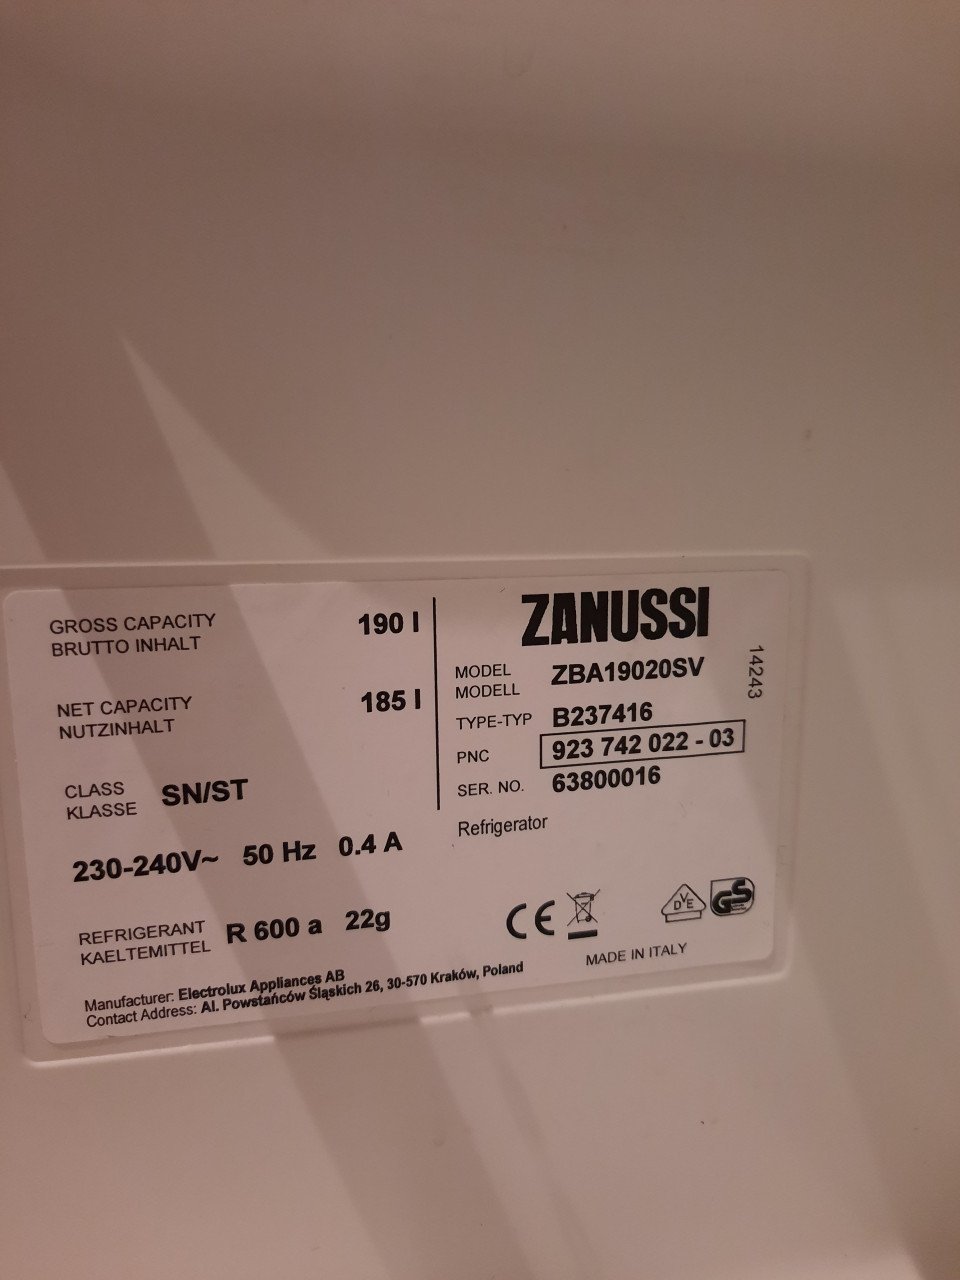 GROSS CAPACITY 190 l
BRUTTO INHALT
NET CAPACITY 185 l
NUTZINHALT
CLASS SN/ST
KLASSE
230-240V~ 50 Hz 0.4 A
REFRIGERANT R 600 a 22g
KAELTEMITTEL
Manufacturer: Electrolux Appliances AB
Contact Address: Al. Powstańców Śląskich 26, 30-570 Kraków, Poland
ZANUSSI
MODEL ZBA19020SV
MODELL
TYPE-TYP B237416
PNC 923 742 022 - 03
SER. NO. 63800016
Refrigerator
14243
CE
DVE
GS
MADE IN ITALY